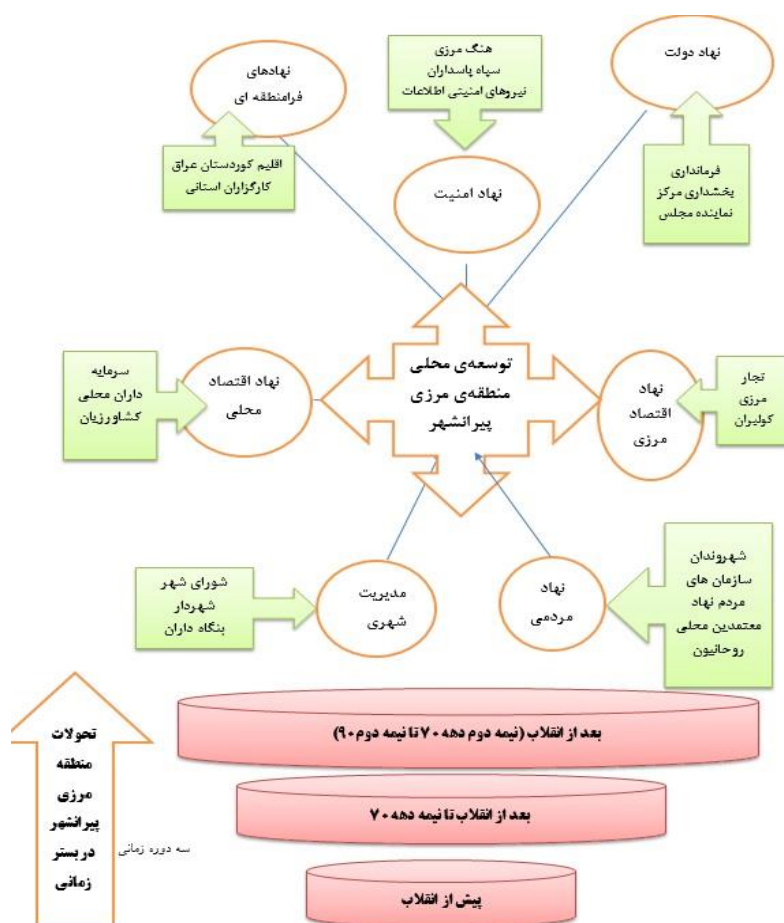 نهاد دولت
هنگ مرزی
سپاه پاسداران
نیروهای امنیتی اطلاعات
نهادهای
فرامنطقه ای
فرمانداری
بخشداری مرکز
نماینده مجلس
نهاد امنیت
اقلیم کوردستان عراق
کارگزاران استانی
توسعه‌ی محلی
منطقه‌ی مرزی
پیرانشهر
تجار
مرزی
کولبران
نهاد
اقتصاد
مرزی
نهاد اقتصاد
محلی
سرمایه
داران محلی
کشاورزیان
شهروندان
سازمان های
مردم نهاد
معتمدین محلی
روحانیون
نهاد
مردمی
مدیریت
شهری
شورای شهر
شهردار
بنگاه داران
بعد از انقلاب (نیمه دوم دهه ۷۰ تا نیمه دوم ۹۰)
بعد از انقلاب تا نیمه دهه ۷۰
پیش از انقلاب
سه دوره زمانی
تحولات
منطقه
مرزی
پیرانشهر
در بستر
زمانی